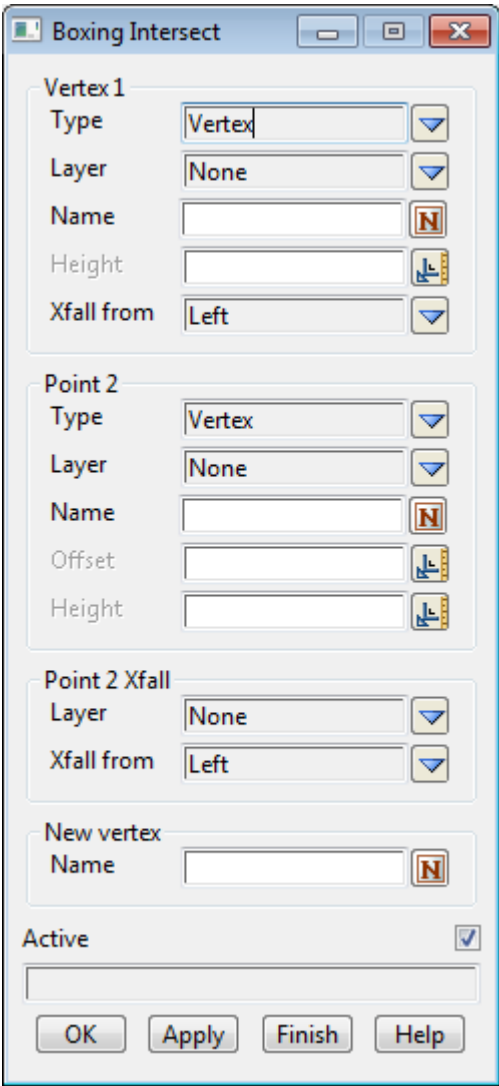 Boxing Intersect
Vertex 1
Type Vertex
Layer None
Name N
Height
Xfall from Left
Point 2
Type Vertex
Layer None
Name N
Offset
Height
Point 2 Xfall
Layer None
Xfall from Left
New vertex
Name N
Active
OK Apply Finish Help